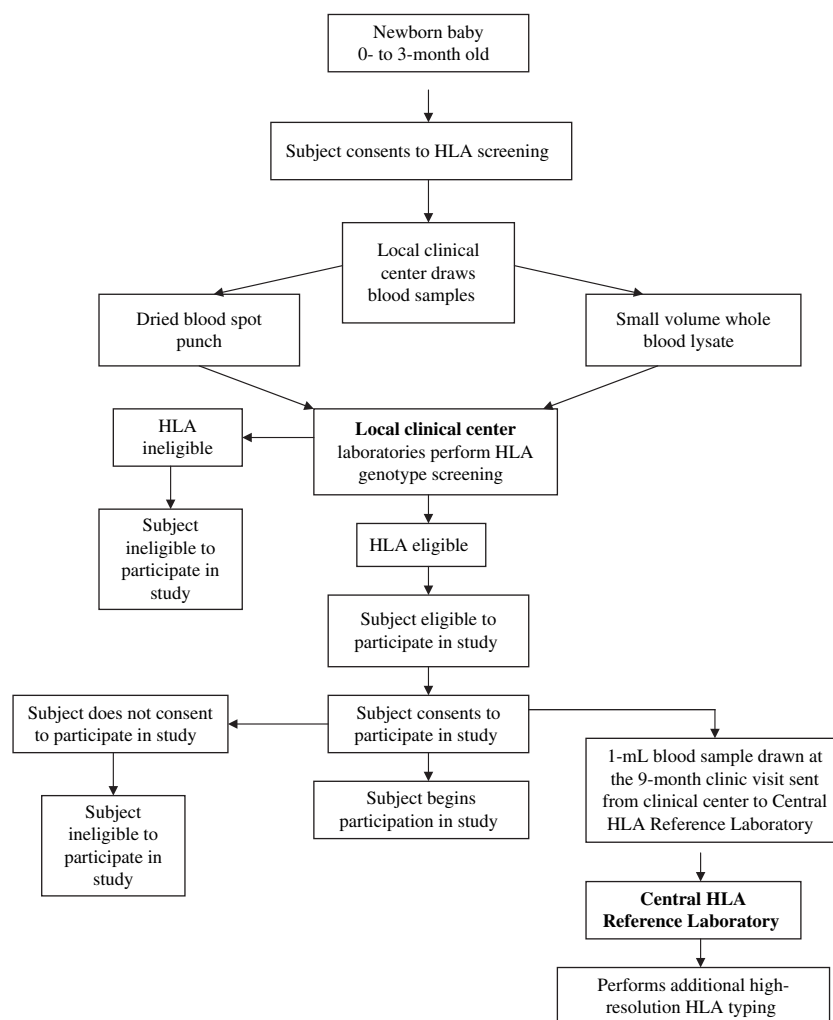 Newborn baby
0- to 3-month old
Subject consents to HLA screening
Local clinical
center draws
blood samples
Dried blood spot
punch
Small volume whole
blood lysate
HLA
ineligible
Local clinical center
laboratories perform HLA
genotype screening
Subject
ineligible to
participate in
study
HLA eligible
Subject eligible to
participate in study
Subject does not consent
to participate in study
Subject consents to
participate in study
1-mL blood sample drawn at
the 9-month clinic visit sent
from clinical center to Central
HLA Reference Laboratory
Subject begins
participation in study
Subject
ineligible to
participate in
study
Central HLA
Reference Laboratory
Performs additional high-
resolution HLA typing